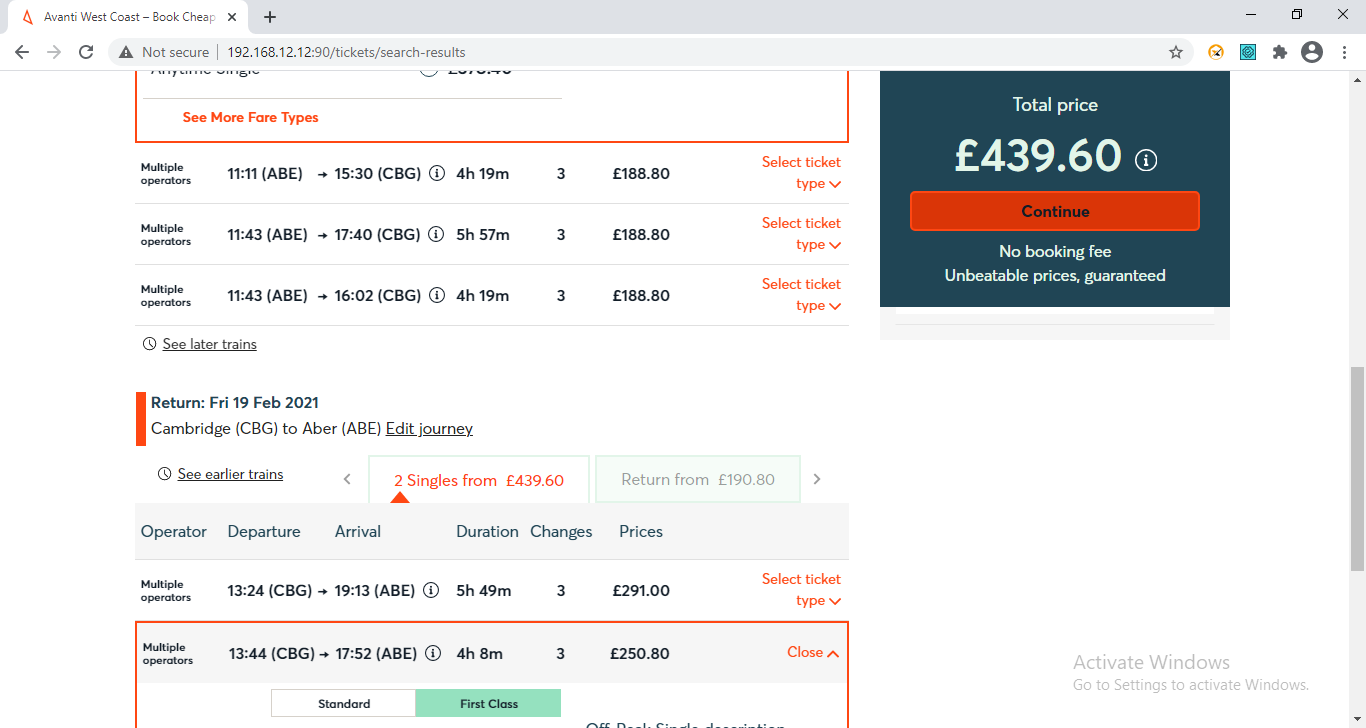 Avanti West Coast – Book Cheap
Not secure
192.168.12.12:90/tickets/search-results
Anytime Single
See More Fare Types
Multiple operators 11:11 (ABE) → 15:30 (CBG) 4h 19m 3 £188.80 Select ticket type
Multiple operators 11:43 (ABE) → 17:40 (CBG) 5h 57m 3 £188.80 Select ticket type
Multiple operators 11:43 (ABE) → 16:02 (CBG) 4h 19m 3 £188.80 Select ticket type
See later trains
Return: Fri 19 Feb 2021
Cambridge (CBG) to Aber (ABE) Edit journey
See earlier trains
2 Singles from £439.60
Return from £190.80
Operator Departure Arrival Duration Changes Prices
Multiple operators 13:24 (CBG) → 19:13 (ABE) 5h 49m 3 £291.00 Select ticket type
Multiple operators 13:44 (CBG) → 17:52 (ABE) 4h 8m 3 £250.80 Close
Standard First Class
Off-Peak Single description
Total price
£439.60
Continue
No booking fee
Unbeatable prices, guaranteed
Activate Windows
Go to Settings to activate Windows.